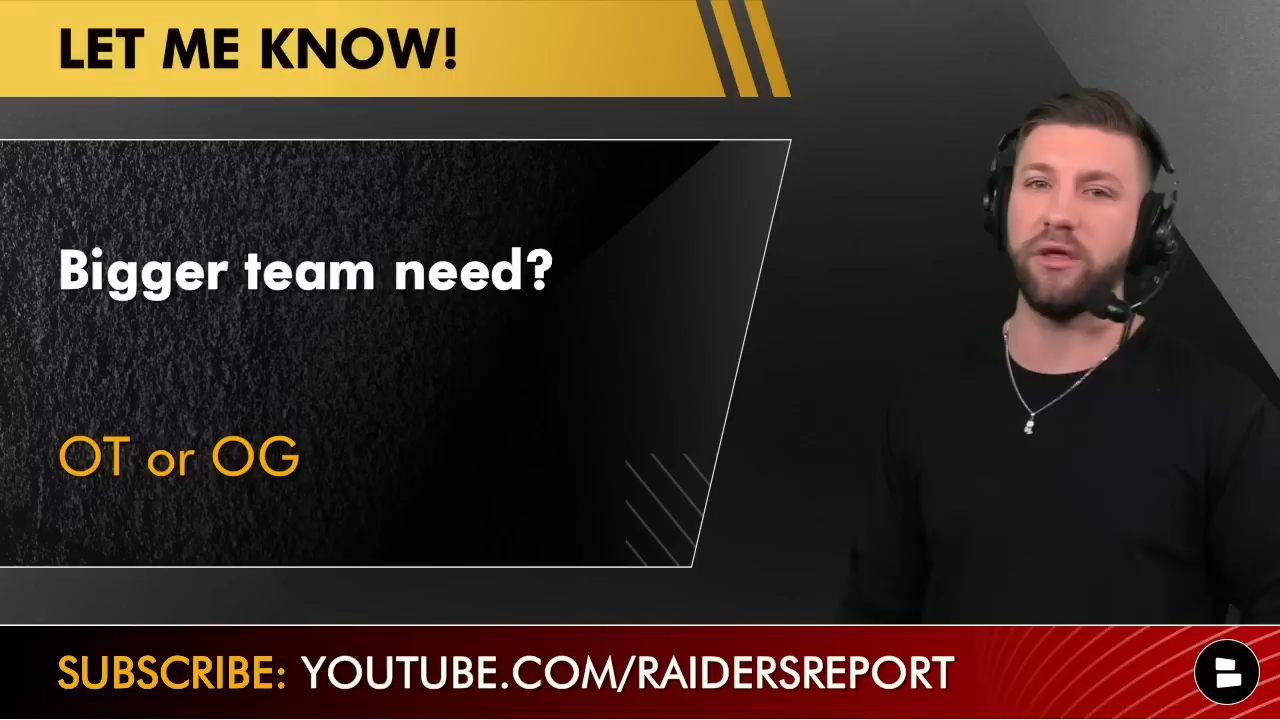 LET ME KNOW!
Bigger team need?
OT or OG
SUBSCRIBE: YOUTUBE.COM/RAIDERSREPORT